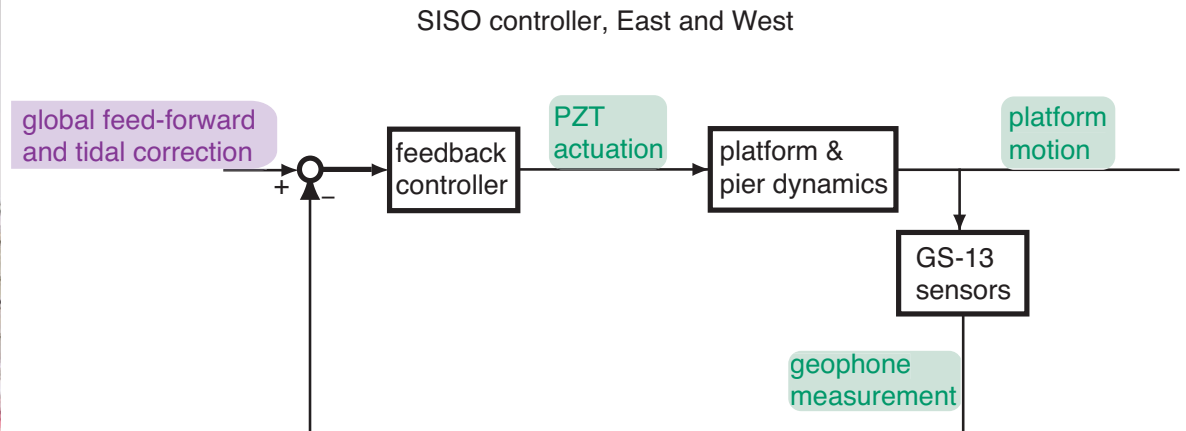 SISO controller, East and West
global feed-forward
and tidal correction
+
−
feedback
controller
PZT
actuation
platform &
pier dynamics
platform
motion
GS-13
sensors
geophone
measurement